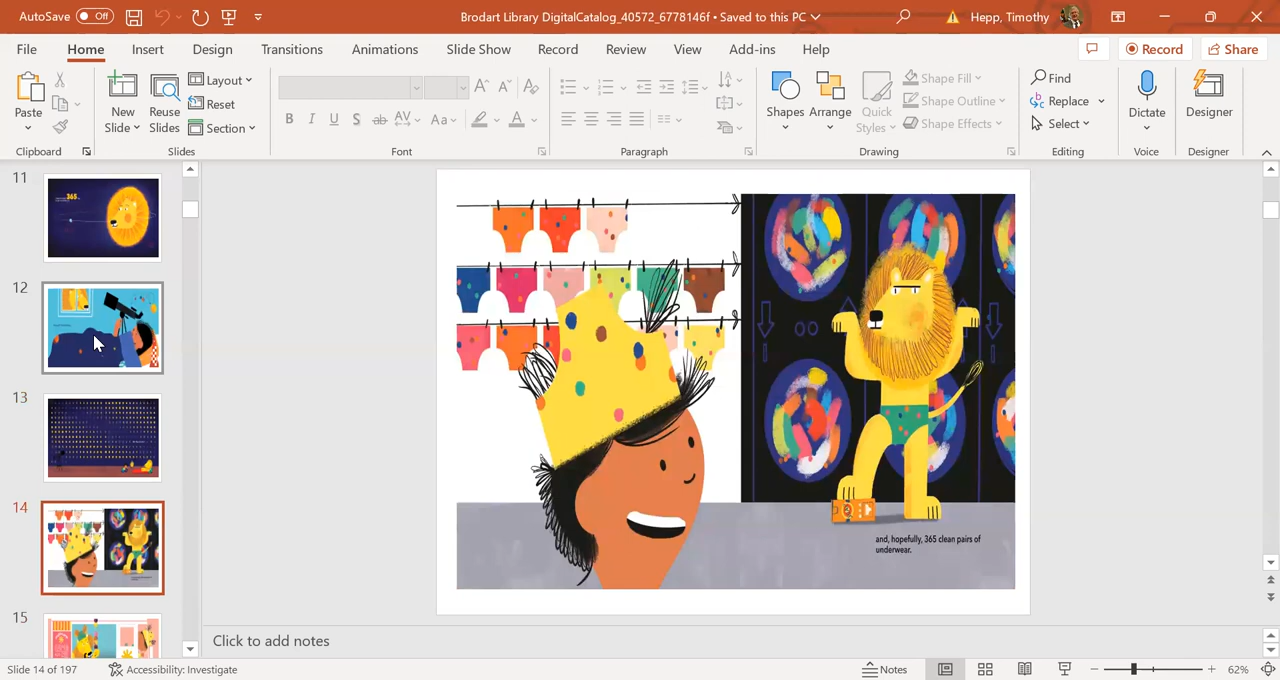 AutoSave Off Brodart Library DigitalCatalog_40572_6778146f • Saved to this PC Hepp, Timothy
File Home Insert Design Transitions Animations Slide Show Record Review View Add-ins Help Record Share
Paste New Slide Reuse Slides Layout Reset Section
B I U S ab AV Aa A
Shapes Arrange Quick Styles Shape Fill Shape Outline Shape Effects
Find Replace Select Dictate Designer
Clipboard Slides Font Paragraph Drawing Editing Voice Designer
11
365
12
13
14
15
and, hopefully, 365 clean pairs of
underwear.
Click to add notes
Slide 14 of 197 Accessibility: Investigate Notes 62%